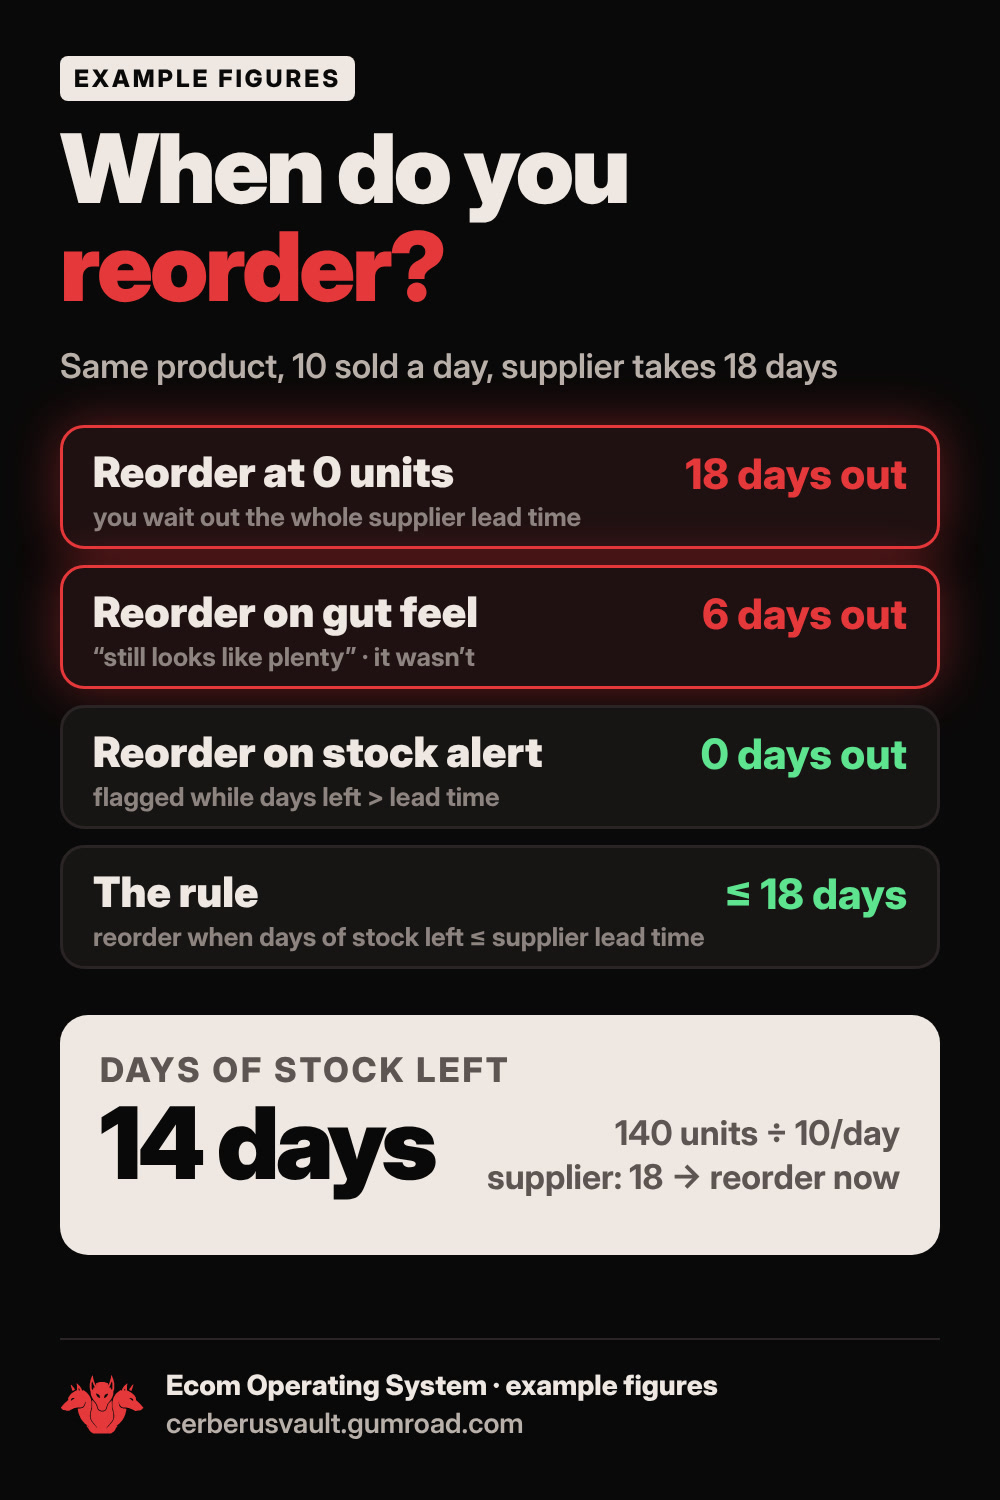 EXAMPLE FIGURES
When do you
reorder?
Same product, 10 sold a day, supplier takes 18 days
Reorder at 0 units
18 days out
you wait out the whole supplier lead time
Reorder on gut feel
6 days out
“still looks like plenty” · it wasn’t
Reorder on stock alert
0 days out
flagged while days left > lead time
The rule
≤ 18 days
reorder when days of stock left ≤ supplier lead time
DAYS OF STOCK LEFT
14 days
140 units ÷ 10/day
supplier: 18 → reorder now
Ecom Operating System · example figures
cerberusvault.gumroad.com